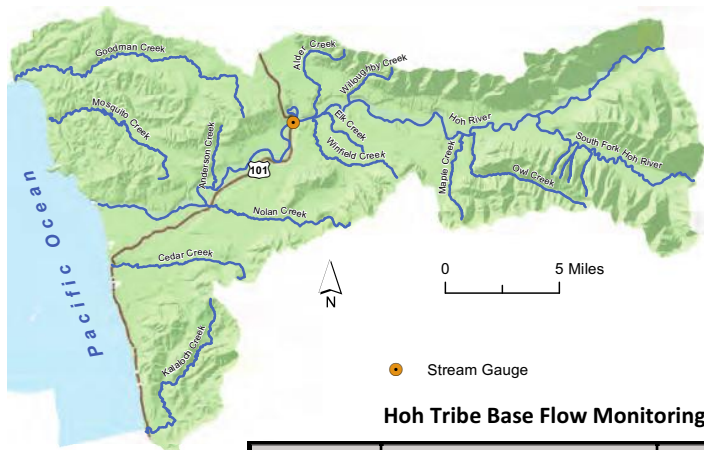 Goodman Creek
Alder Creek
Willoughby Creek
Mosquito Creek
Hoh River
Elk Creek
Anderson Creek
Winfield Creek
South Fork Hoh River
101
Maple Creek
Owl Creek
Nolan Creek
Pacific Ocean
Cedar Creek
0 5 Miles
N
Kalaloch Creek
Stream Gauge
Hoh Tribe Base Flow Monitoring